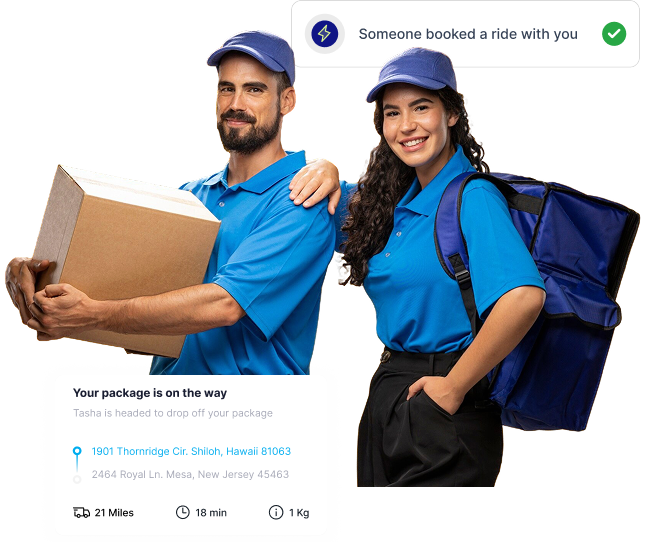 Someone booked a ride with you
Your package is on the way
Tasha is headed to drop off your package
1901 Thornridge Cir. Shiloh, Hawaii 81063
2464 Royal Ln. Mesa, New Jersey 45463
21 Miles
18 min
1 Kg